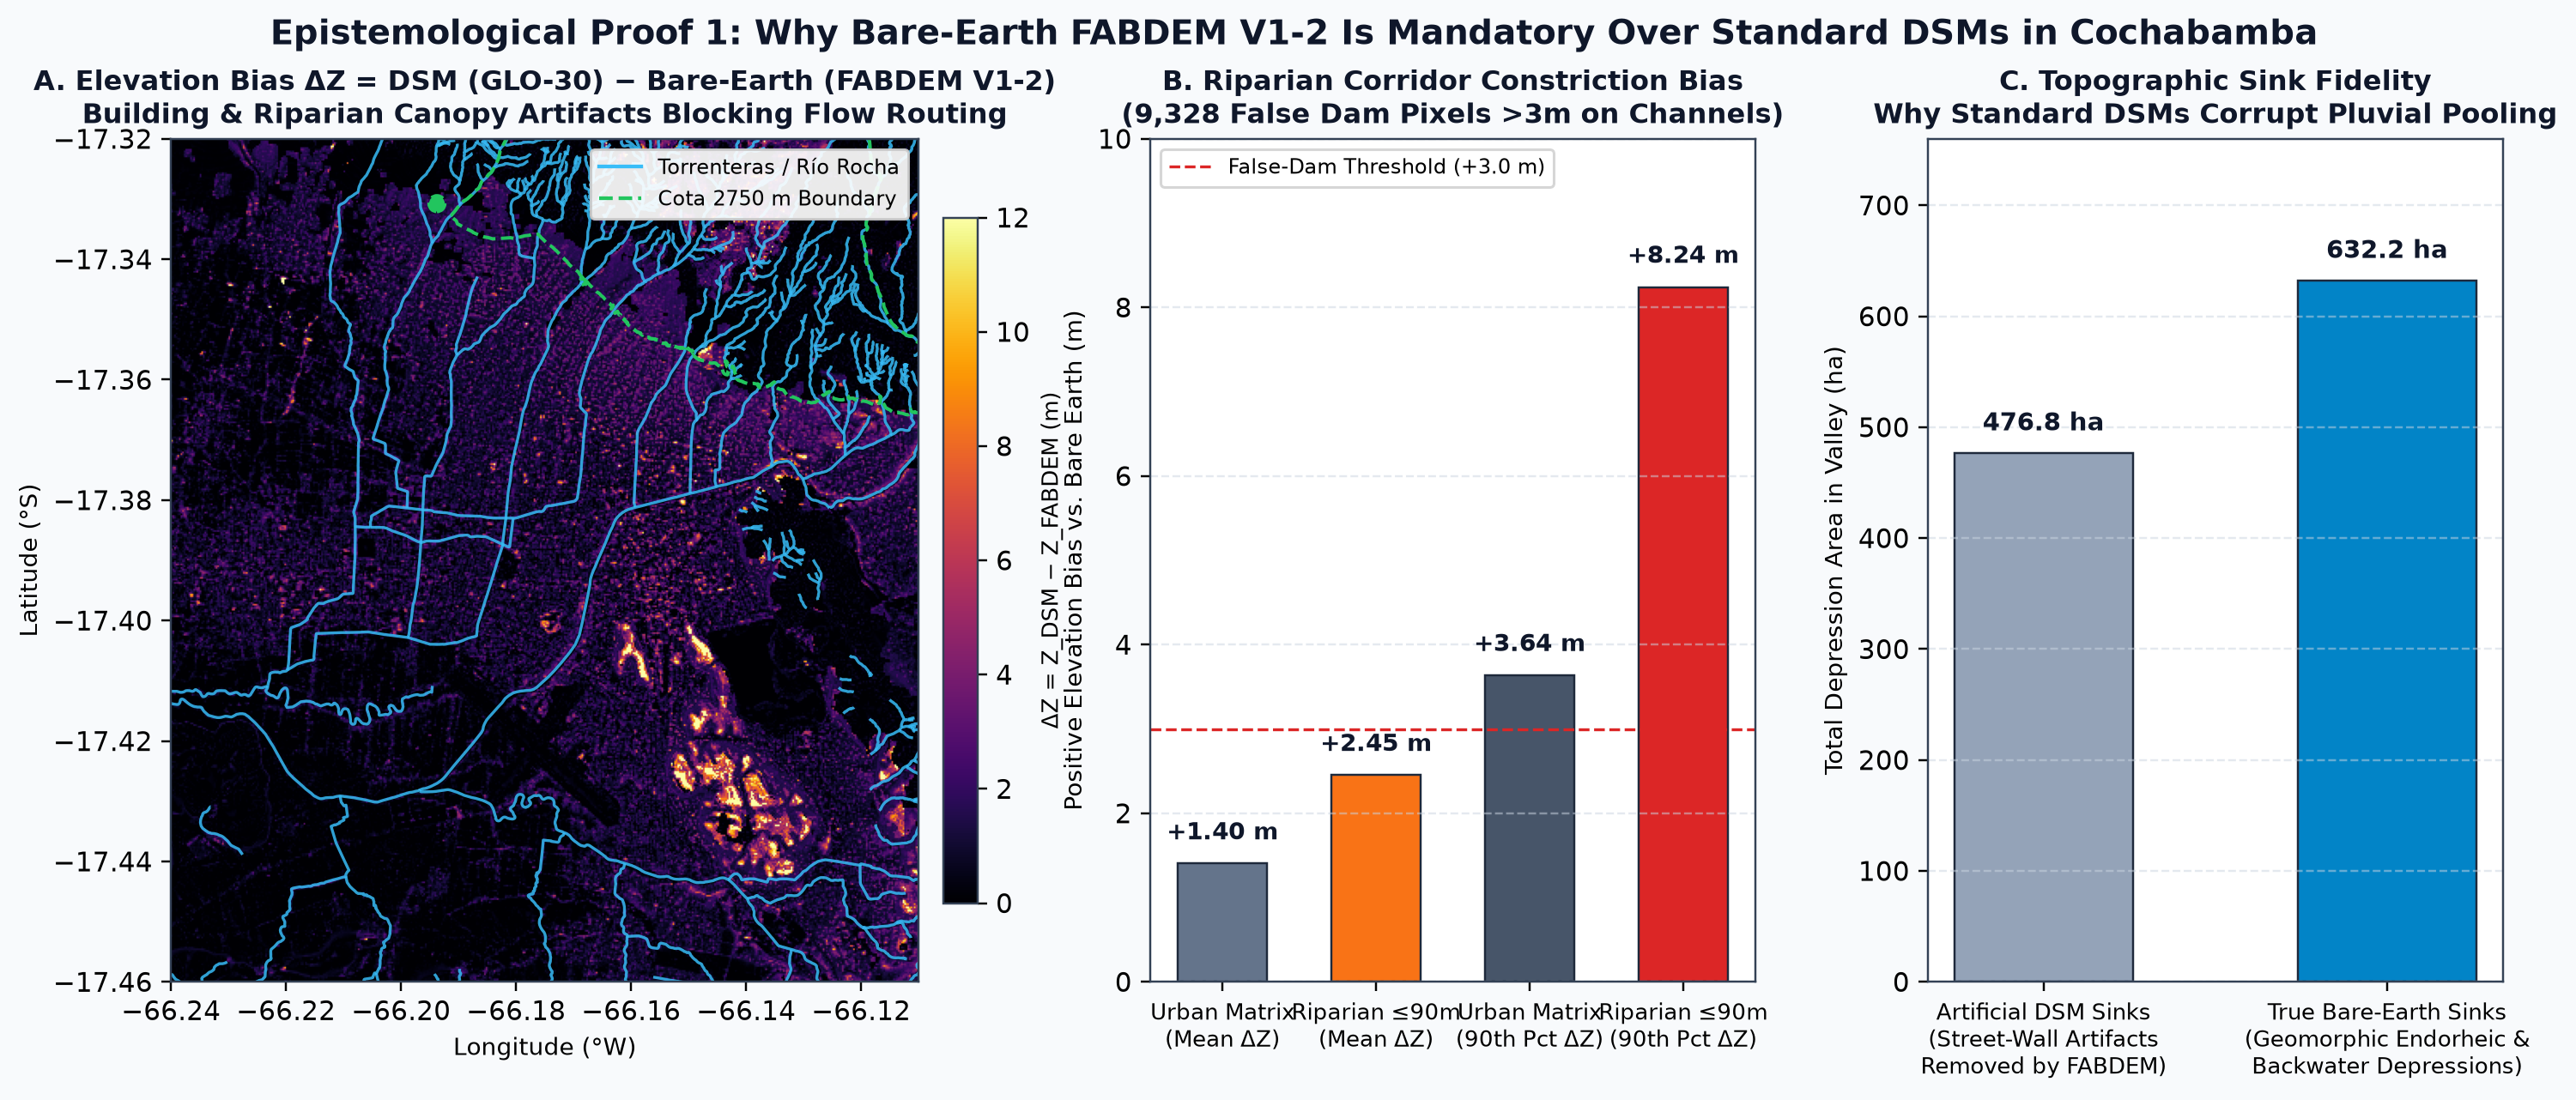 Epistemological Proof 1: Why Bare-Earth FABDEM V1-2 Is Mandatory Over Standard DSMs in Cochabamba
A. Elevation Bias ΔZ = DSM (GLO-30) − Bare-Earth (FABDEM V1-2)
Building & Riparian Canopy Artifacts Blocking Flow Routing
Torrenteras / Río Rocha
Cota 2750 m Boundary
−17.32
−17.34
−17.36
−17.38
−17.40
−17.42
−17.44
−17.46
Latitude (°S)
−66.24
−66.22
−66.20
−66.18
−66.16
−66.14
−66.12
Longitude (°W)
12
10
8
6
4
2
0
ΔZ = Z_DSM − Z_FABDEM (m)
B. Riparian Corridor Constriction Bias
(9,328 False Dam Pixels >3m on Channels)
Positive Elevation Bias vs. Bare Earth (m)
10
8
6
4
2
0
False-Dam Threshold (+3.0 m)
+1.40 m
+2.45 m
+3.64 m
+8.24 m
Urban Matrix
(Mean ΔZ)
Riparian ≤90m
(Mean ΔZ)
Urban Matrix
(90th Pct ΔZ)
Riparian ≤90m
(90th Pct ΔZ)
C. Topographic Sink Fidelity
Why Standard DSMs Corrupt Pluvial Pooling
Total Depression Area in Valley (ha)
700
600
500
400
300
200
100
0
476.8 ha
632.2 ha
Artificial DSM Sinks
(Street-Wall Artifacts
Removed by FABDEM)
True Bare-Earth Sinks
(Geomorphic Endorheic &
Backwater Depressions)